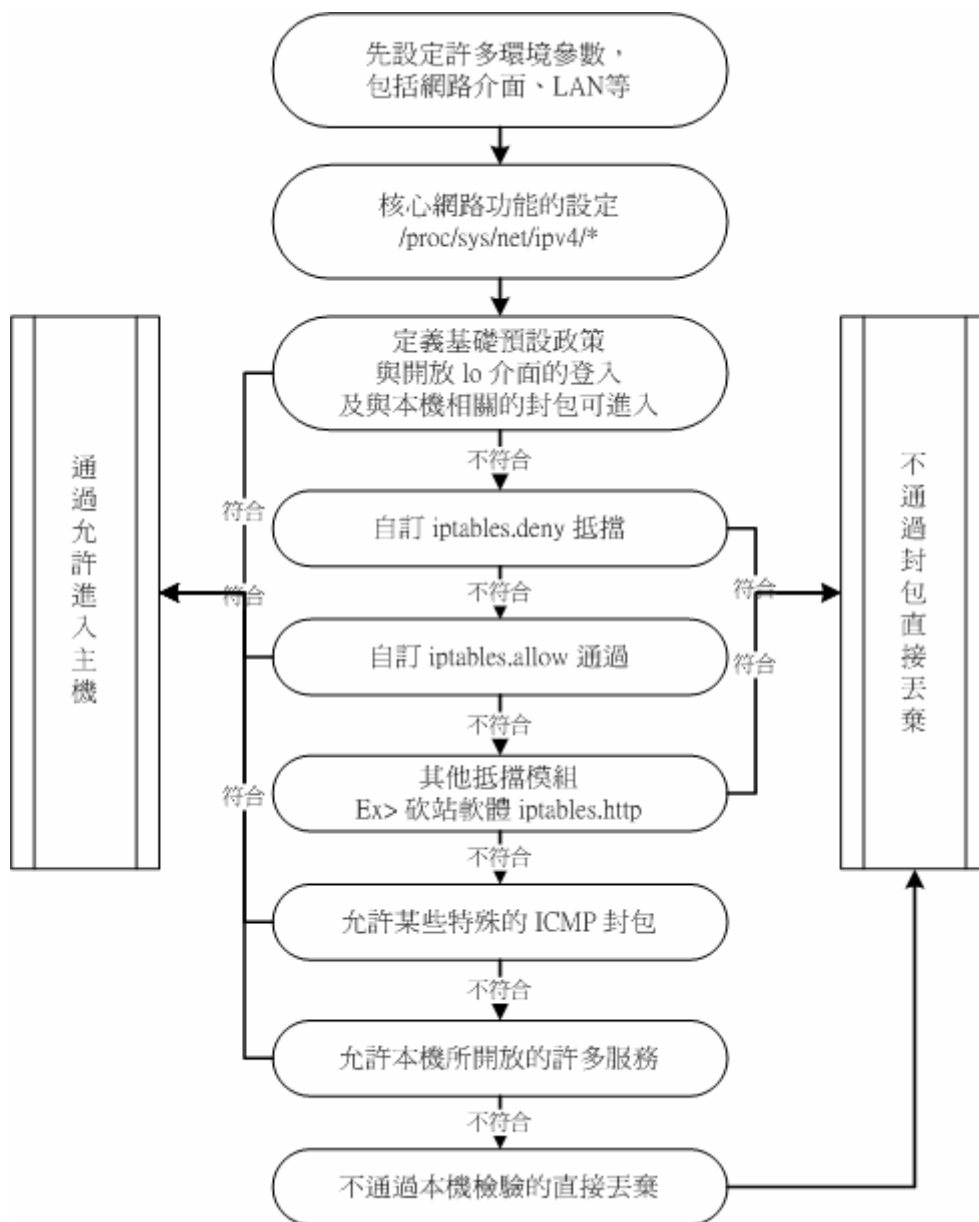 先設定許多環境參數，
包括網路介面、LAN等
核心網路功能的設定
/proc/sys/net/ipv4/*
定義基礎預設政策
與開放 lo 介面的登入
及與本機相關的封包可進入
不符合
符合
自訂 iptables.deny 抵擋
符合
不符合
符合
自訂 iptables.allow 通過
符合
不符合
其他抵擋模組
Ex> 砍站軟體 iptables.http
符合
不符合
允許某些特殊的 ICMP 封包
不符合
允許本機所開放的許多服務
不符合
不通過本機檢驗的直接丟棄
通過允許進入主機
不通過封包直接丟棄